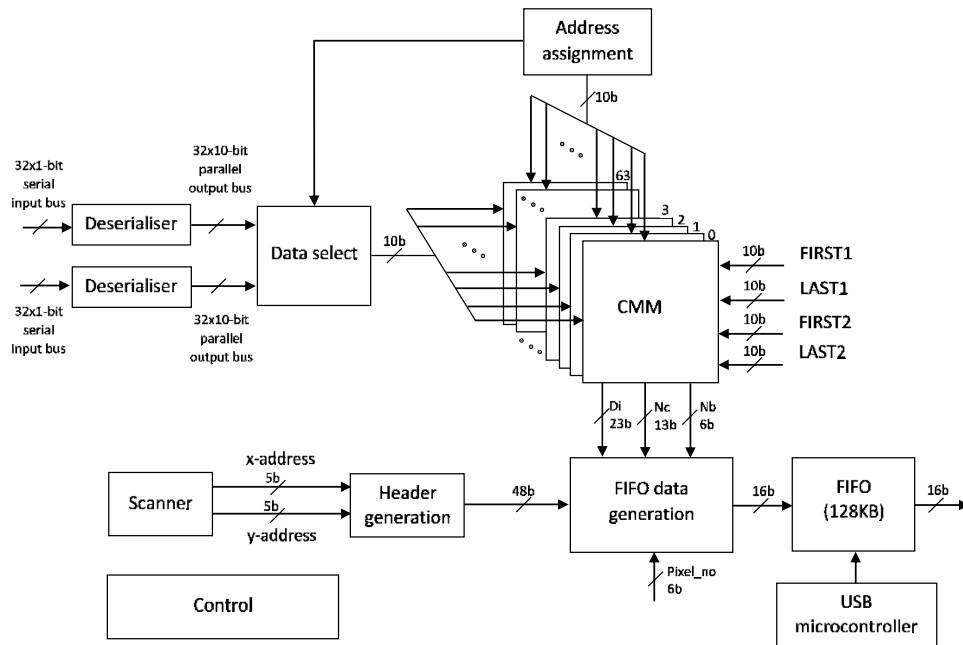 Address
assignment
10b
32x1-bit
serial
input bus
32x10-bit
parallel
output bus
Deserialiser
Data select
10b
Deserialiser
32x1-bit
serial
input bus
32x10-bit
parallel
output bus
63
3
2
1
0
CMM
10b
FIRST1
10b
LAST1
10b
FIRST2
10b
LAST2
Di
23b
Nc
13b
Nb
6b
Scanner
x-address
5b
5b
y-address
Header
generation
48b
FIFO data
generation
16b
FIFO
(128KB)
16b
Pixel_no
6b
Control
USB
microcontroller